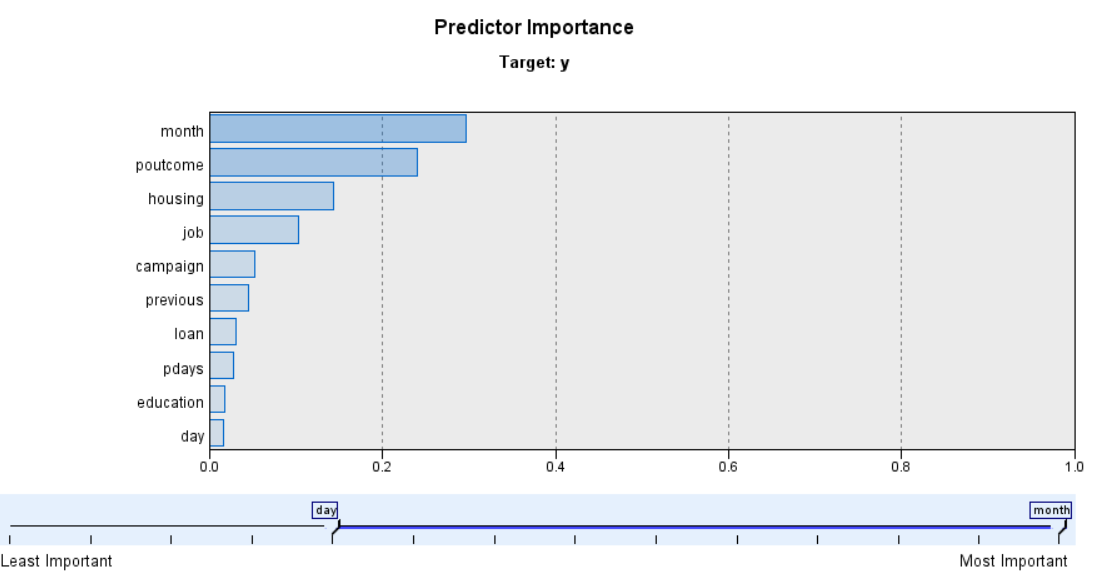 Predictor Importance
Target: y
month
poutcome
housing
job
campaign
previous
loan
pdays
education
day
0.0 0.2 0.4 0.6 0.8 1.0
day month
Least Important Most Important